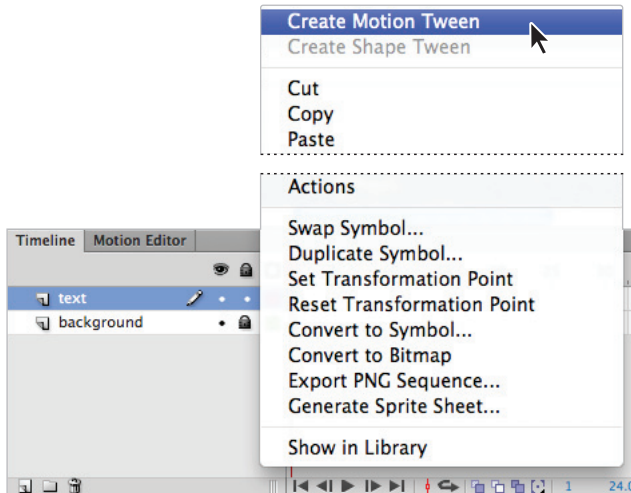 Create Motion Tween
Create Shape Tween
Cut
Copy
Paste
Actions
Swap Symbol...
Duplicate Symbol...
Set Transformation Point
Reset Transformation Point
Convert to Symbol...
Convert to Bitmap
Export PNG Sequence...
Generate Sprite Sheet...
Show in Library
Timeline Motion Editor
text
background
1 24.0